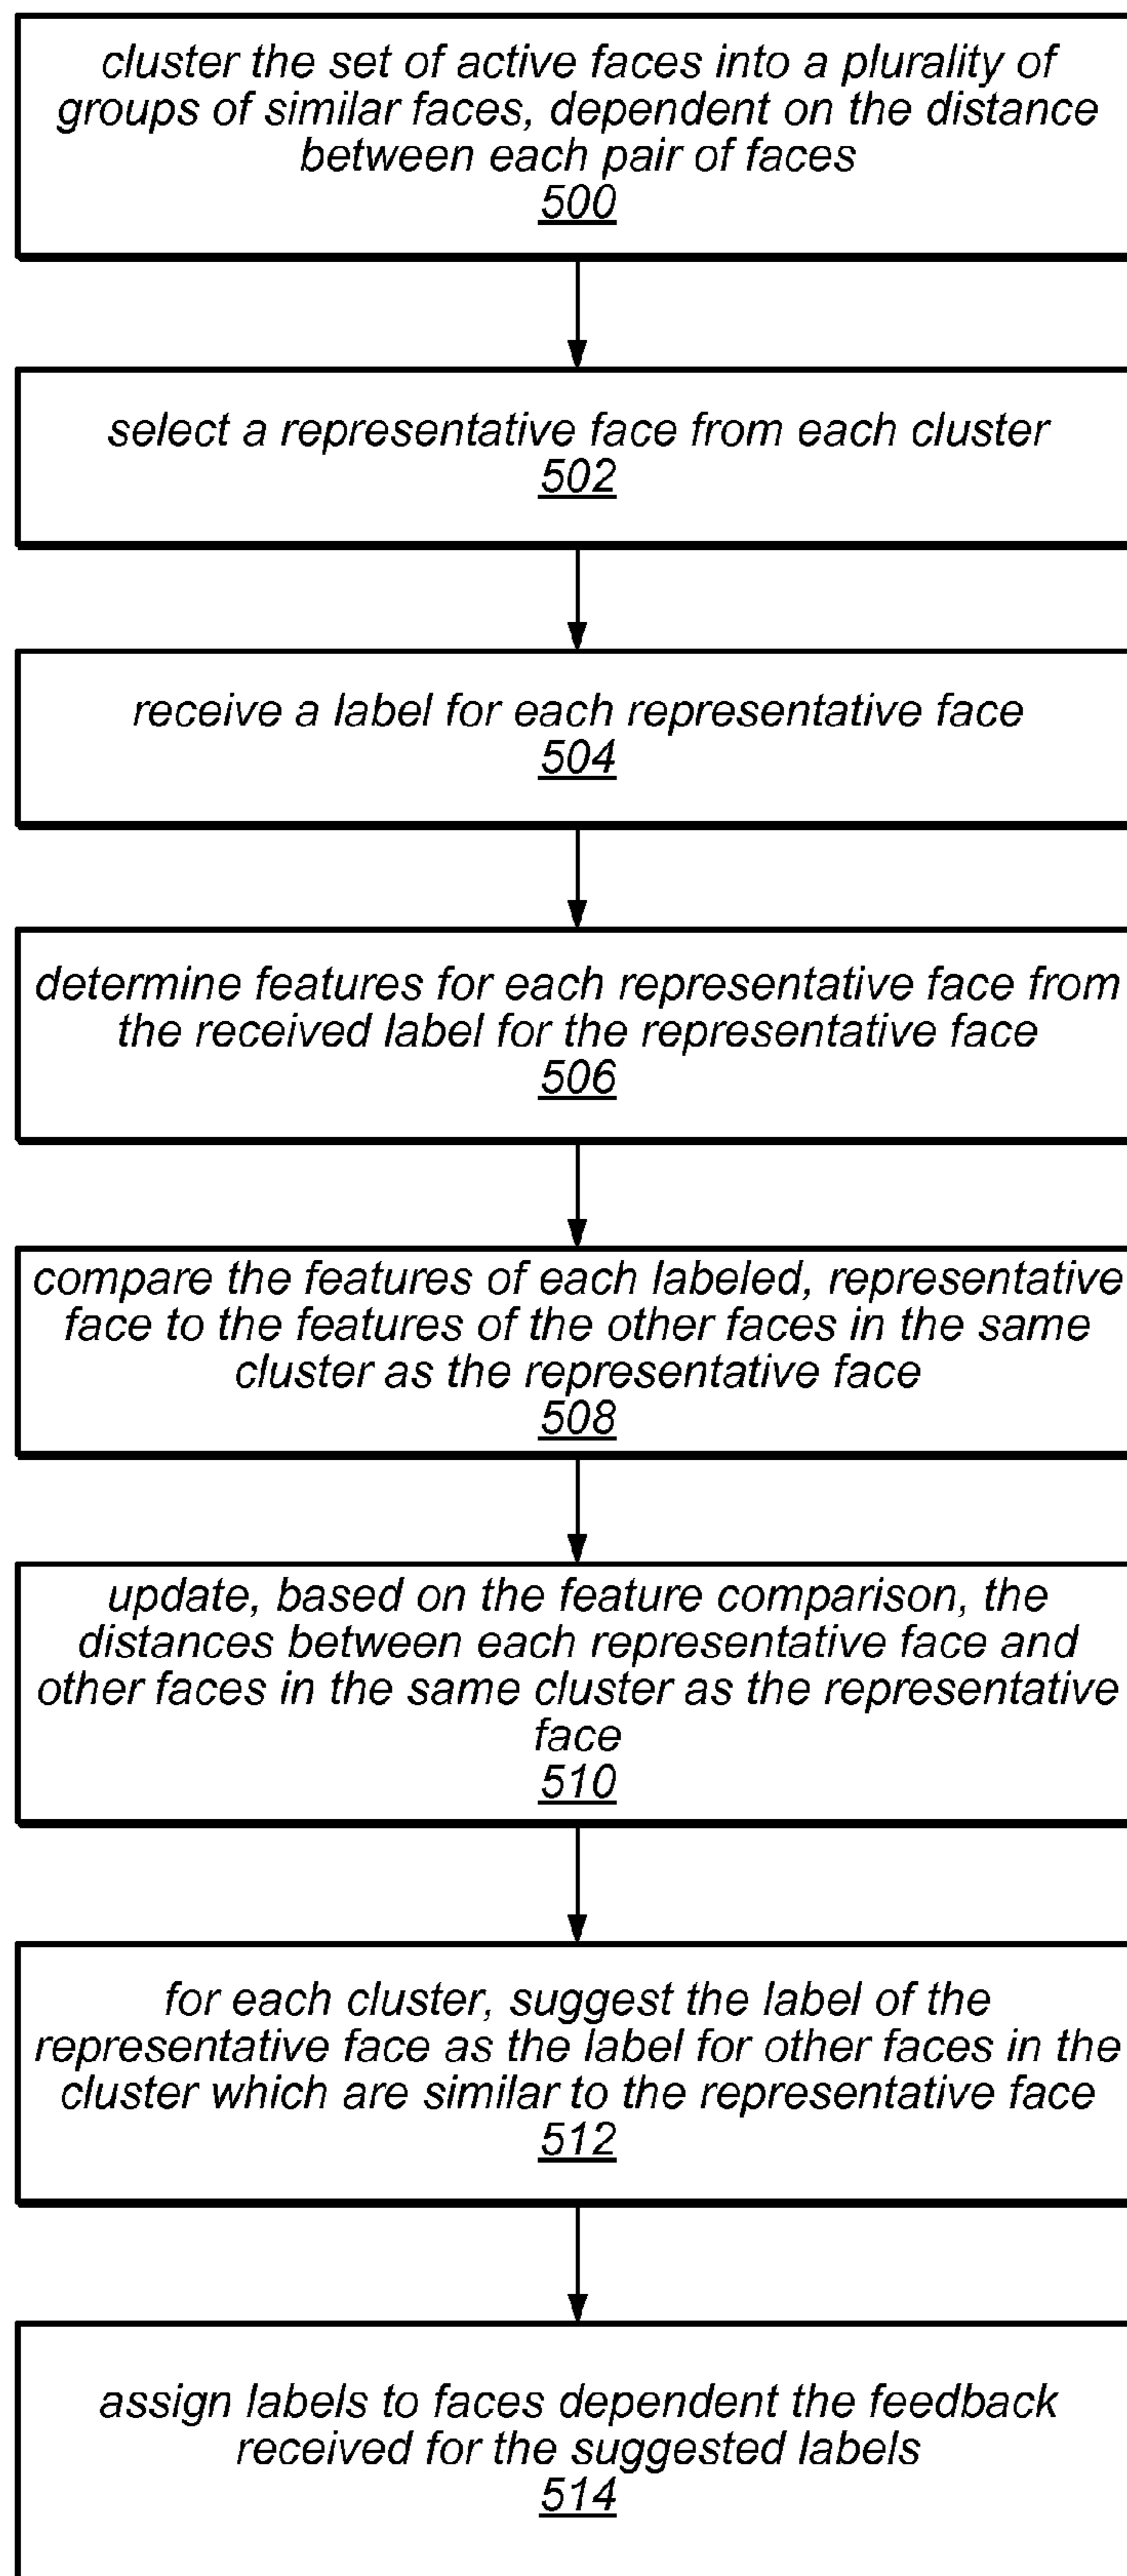 cluster the set of active faces into a plurality of
groups of similar faces, dependent on the distance
between each pair of faces
500
select a representative face from each cluster
502
receive a label for each representative face
504
determine features for each representative face from
the received label for the representative face
506
compare the features of each labeled, representative
face to the features of the other faces in the same
cluster as the representative face
508
update, based on the feature comparison, the
distances between each representative face and
other faces in the same cluster as the representative
face
510
for each cluster, suggest the label of the
representative face as the label for other faces in the
cluster which are similar to the representative face
512
assign labels to faces dependent the feedback
received for the suggested labels
514